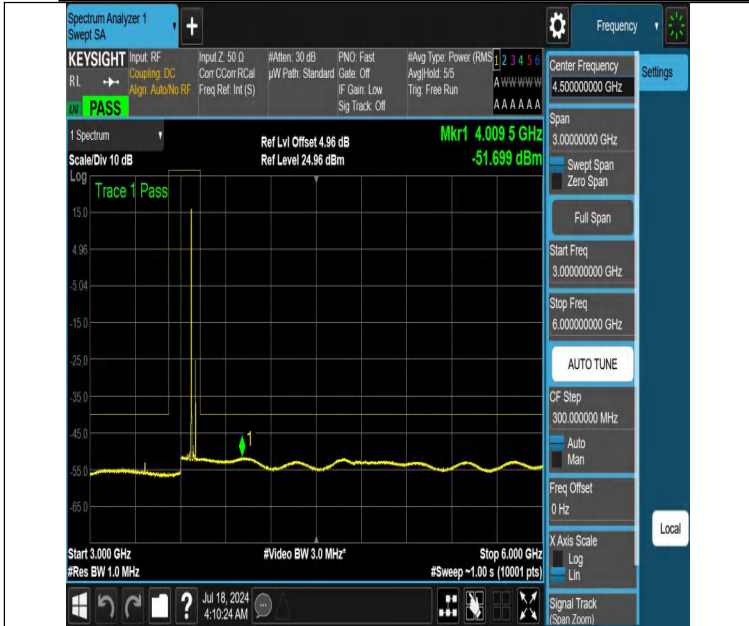 Spectrum Analyzer 1
Swept SA
Frequency
KEYSIGHT
RL
PASS
Input: RF
Coupling: DC
Align: Auto/No RF
Input Z: 50 Ω
Corr CCorr RCal
Freq Ref: Int (S)
#Atten: 30 dB
µW Path: Standard
PNO: Fast
Gate: Off
IF Gain: Low
Sig Track: Off
#Avg Type: Power (RMS
Avg|Hold: 5/5
Trig: Free Run
1 2 3 4 5 6
A W W W W W
A A A A A A
1 Spectrum
Scale/Div 10 dB
Ref Lvl Offset 4.96 dB
Ref Level 24.96 dBm
Mkr1 4.009 5 GHz
-51.699 dBm
Log
Trace 1 Pass
15.0
4.96
-5.04
-15.0
-25.0
-35.0
-45.0
-55.0
-65.0
1
Start 3.000 GHz
#Res BW 1.0 MHz
#Video BW 3.0 MHz*
Stop 6.000 GHz
#Sweep ~1.00 s (10001 pts)
Jul 18, 2024
4:10:24 AM
Center Frequency
4.500000000 GHz
Span
3.00000000 GHz
Swept Span
Zero Span
Full Span
Start Freq
3.000000000 GHz
Stop Freq
6.000000000 GHz
AUTO TUNE
CF Step
300.000000 MHz
Auto
Man
Freq Offset
0 Hz
X Axis Scale
Log
Lin
Signal Track
(Span Zoom)
Settings
Local